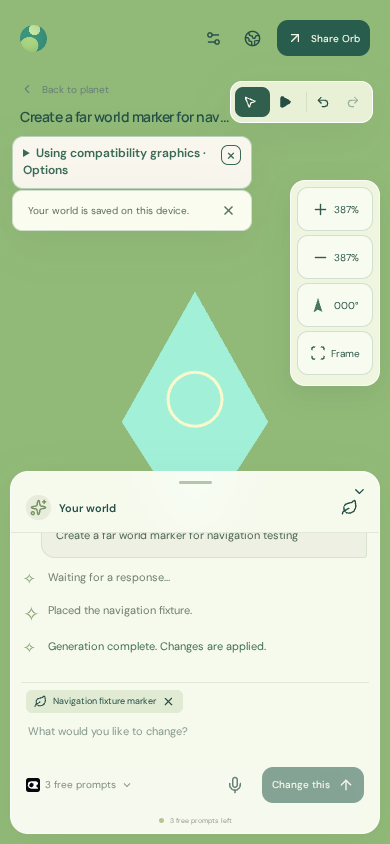 Share Orb
Back to planet
Create a far world marker for nav...
Using compatibility graphics ·
Options
Your world is saved on this device.
387%
387%
000°
Frame
Your world
Create a far world marker for navigation testing
Waiting for a response...
Placed the navigation fixture.
Generation complete. Changes are applied.
Navigation fixture marker
What would you like to change?
3 free prompts
Change this
3 free prompts left